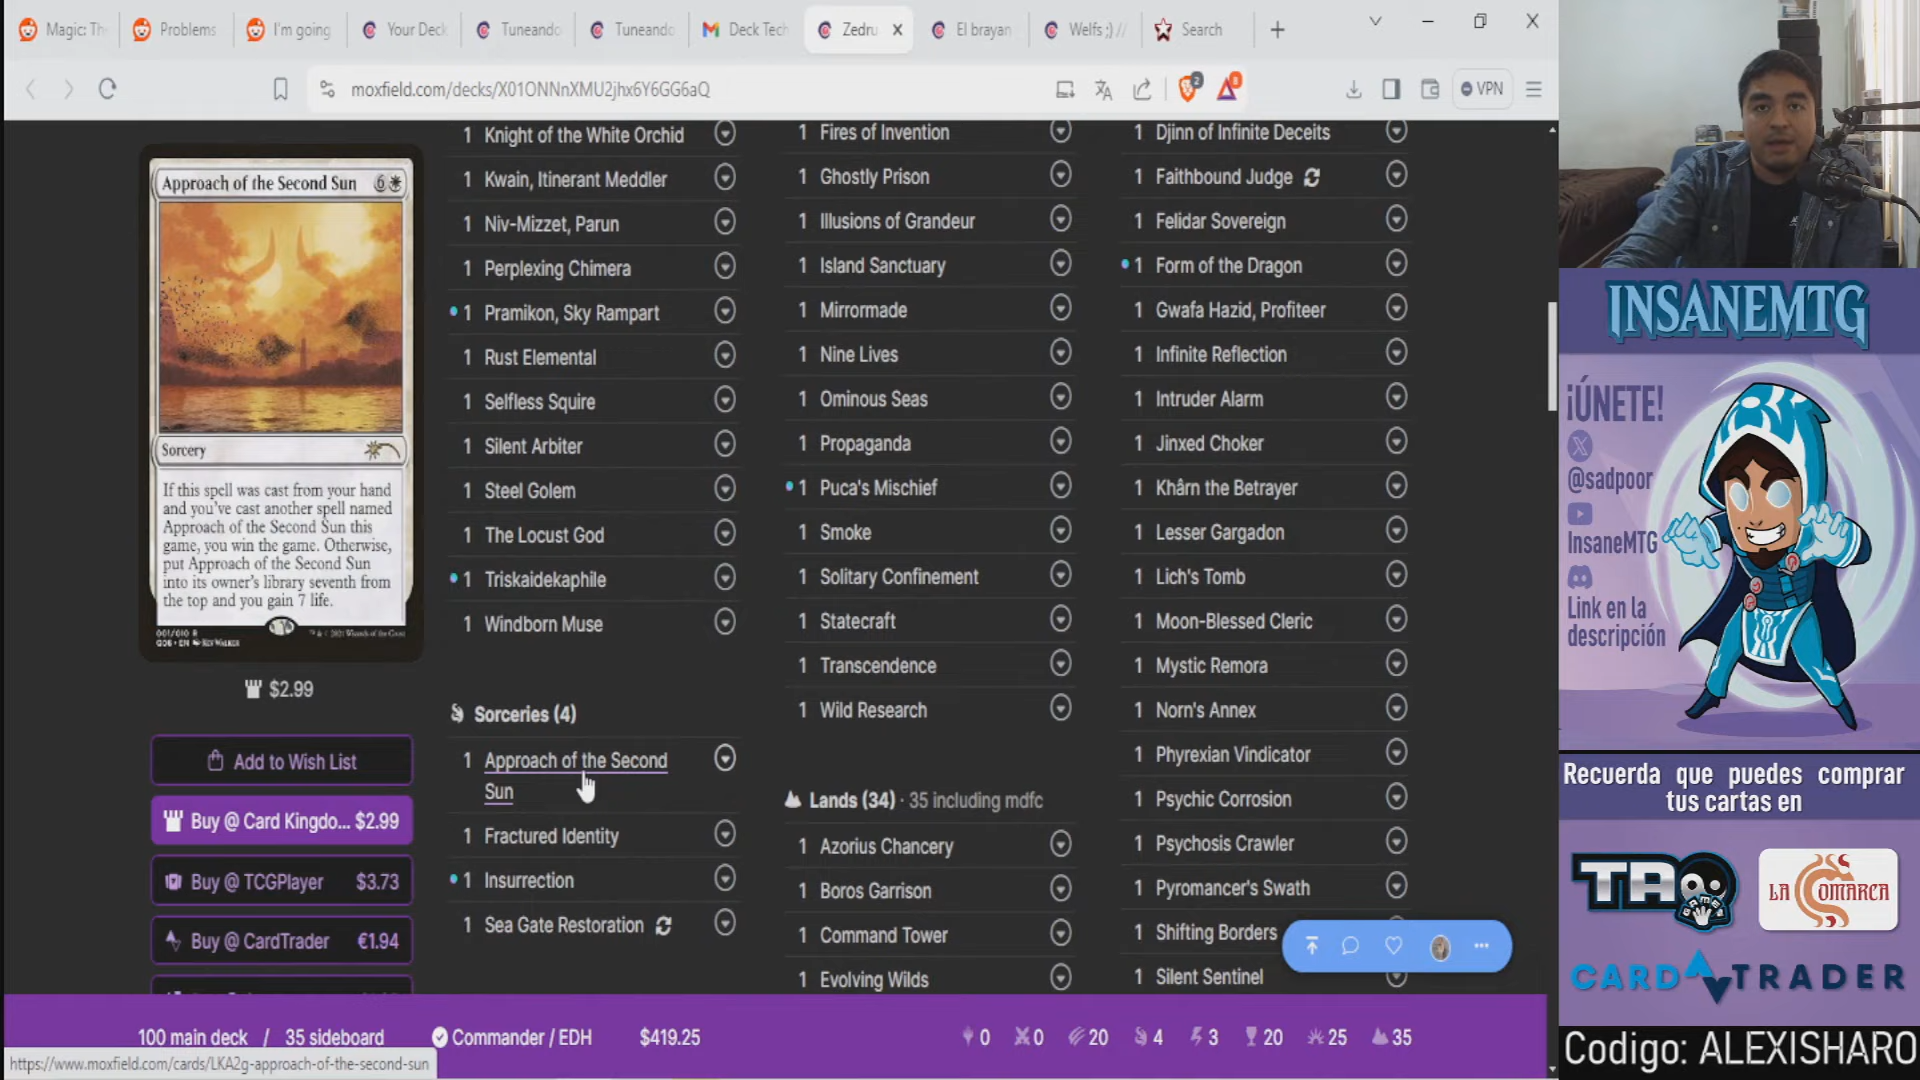 Magic: Th
Problems
I'm going
Your Deck
Tuneando
Tuneando
Deck Tech
Zedru
El brayan
Welfs ;) //
Search
moxfield.com/decks/X01ONNnXMU2jhx6Y6GG6aQ
2
8
VPN
Approach of the Second Sun 6
Sorcery
If this spell was cast from your hand
and you've cast another spell named
Approach of the Second Sun this
game, you win the game. Otherwise,
put Approach of the Second Sun
into its owner's library seventh from
the top and you gain 7 life.
$2.99
Add to Wish List
Buy @ Card Kingdo... $2.99
Buy @ TCGPlayer $3.73
Buy @ CardTrader €1.94
1 Knight of the White Orchid
1 Kwain, Itinerant Meddler
1 Niv-Mizzet, Parun
1 Perplexing Chimera
1 Pramikon, Sky Rampart
1 Rust Elemental
1 Selfless Squire
1 Silent Arbiter
1 Steel Golem
1 The Locust God
1 Triskaidekaphile
1 Windborn Muse
Sorceries (4)
1 Approach of the Second
Sun
1 Fractured Identity
1 Insurrection
1 Sea Gate Restoration
1 Fires of Invention
1 Ghostly Prison
1 Illusions of Grandeur
1 Island Sanctuary
1 Mirrormade
1 Nine Lives
1 Ominous Seas
1 Propaganda
1 Puca's Mischief
1 Smoke
1 Solitary Confinement
1 Statecraft
1 Transcendence
1 Wild Research
Lands (34) · 35 including mdfc
1 Azorius Chancery
1 Boros Garrison
1 Command Tower
1 Evolving Wilds
1 Djinn of Infinite Deceits
1 Faithbound Judge
1 Felidar Sovereign
1 Form of the Dragon
1 Gwafa Hazid, Profiteer
1 Infinite Reflection
1 Intruder Alarm
1 Jinxed Choker
1 Khârn the Betrayer
1 Lesser Gargadon
1 Lich's Tomb
1 Moon-Blessed Cleric
1 Mystic Remora
1 Norn's Annex
1 Phyrexian Vindicator
1 Psychic Corrosion
1 Psychosis Crawler
1 Pyromancer's Swath
1 Shifting Borders
1 Silent Sentinel
100 main deck / 35 sideboard
Commander / EDH
$419.25
0 0 20 4 3 20 25 35
https://www.moxfield.com/cards/LKA2g-approach-of-the-second-sun
INSANEMTG
¡ÚNETE!
@sadpoor
InsaneMTG
Link en la
descripción
Recuerda que puedes comprar
tus cartas en
TAO
GAMES
LA COMARCA
CARD TRADER
Codigo: ALEXISHARO